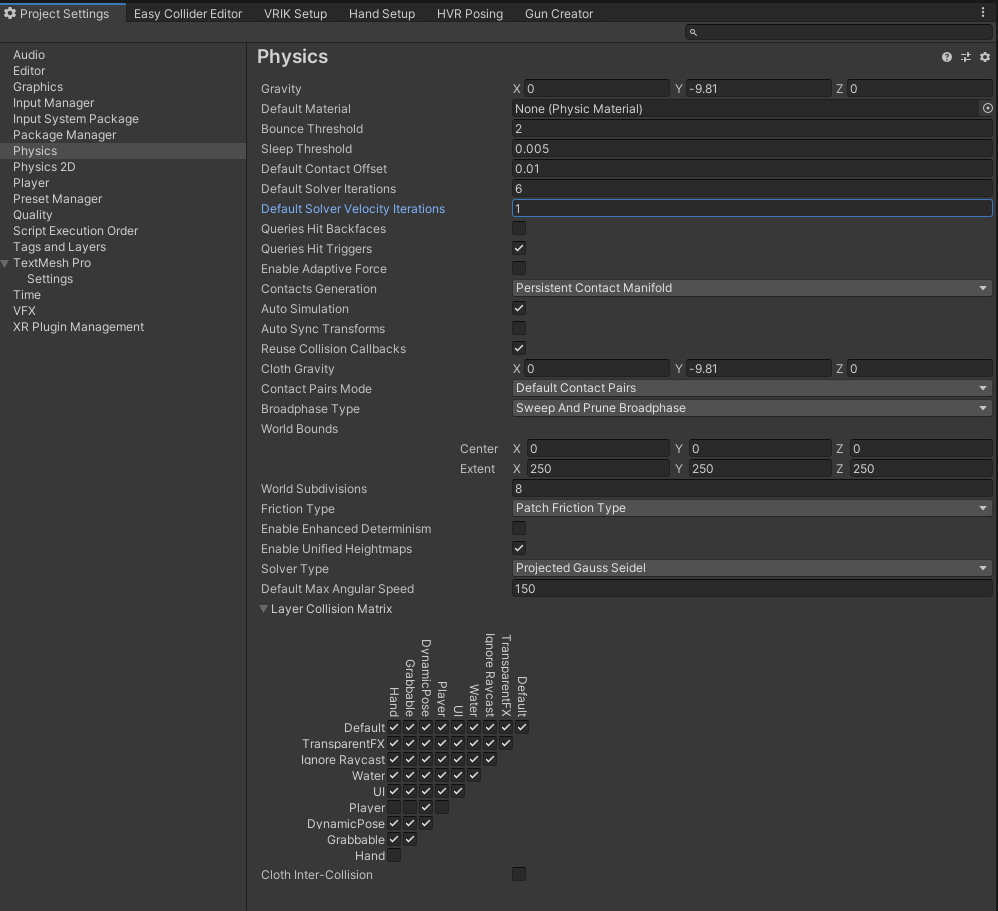 Project Settings Easy Collider Editor VRIK Setup Hand Setup HVR Posing Gun Creator
Audio
Editor
Graphics
Input Manager
Input System Package
Package Manager
Physics
Physics 2D
Player
Preset Manager
Quality
Script Execution Order
Tags and Layers
TextMesh Pro
Settings
Time
VFX
XR Plugin Management
Physics
Gravity X 0 Y -9.81 Z 0
Default Material None (Physic Material)
Bounce Threshold 2
Sleep Threshold 0.005
Default Contact Offset 0.01
Default Solver Iterations 6
Default Solver Velocity Iterations 1
Queries Hit Backfaces
Queries Hit Triggers
Enable Adaptive Force
Contacts Generation Persistent Contact Manifold
Auto Simulation
Auto Sync Transforms
Reuse Collision Callbacks
Cloth Gravity X 0 Y -9.81 Z 0
Contact Pairs Mode Default Contact Pairs
Broadphase Type Sweep And Prune Broadphase
World Bounds
Center X 0 Y 0 Z 0
Extent X 250 Y 250 Z 250
World Subdivisions 8
Friction Type Patch Friction Type
Enable Enhanced Determinism
Enable Unified Heightmaps
Solver Type Projected Gauss Seidel
Default Max Angular Speed 150
Layer Collision Matrix
Hand
Grabbable
DynamicPose
Player
UI
Water
Ignore Raycast
TransparentFX
Default
Default
TransparentFX
Ignore Raycast
Water
UI
Player
DynamicPose
Grabbable
Hand
Cloth Inter-Collision